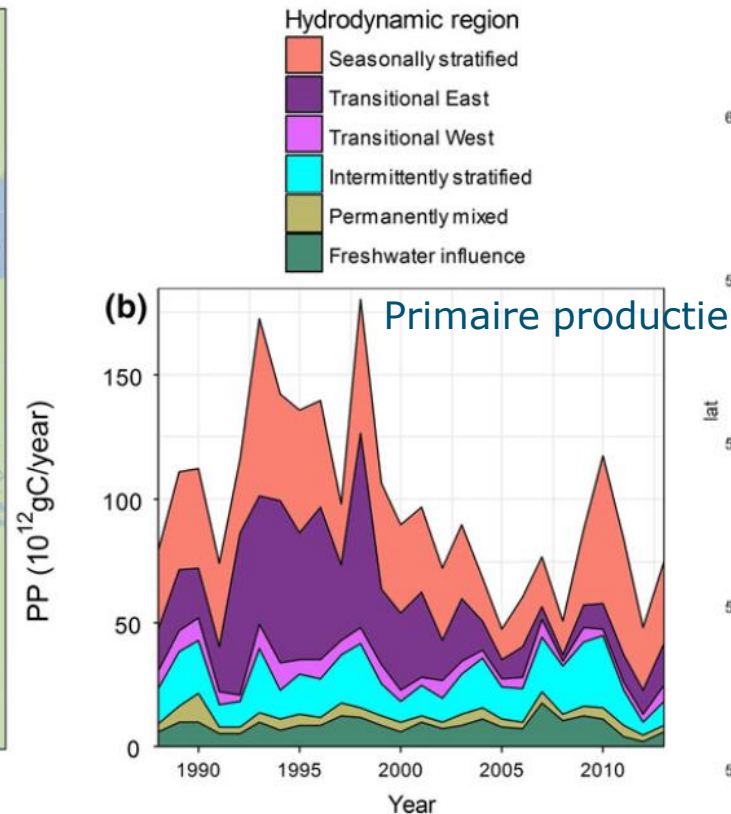 Hydrodynamic region
Seasonally stratified
Transitional East
Transitional West
Intermittently stratified
Permanently mixed
Freshwater influence
(b)
Primaire productie
PP (10¹²gC/year)
150
100
50
0
1990
1995
2000
2005
2010
Year
lat